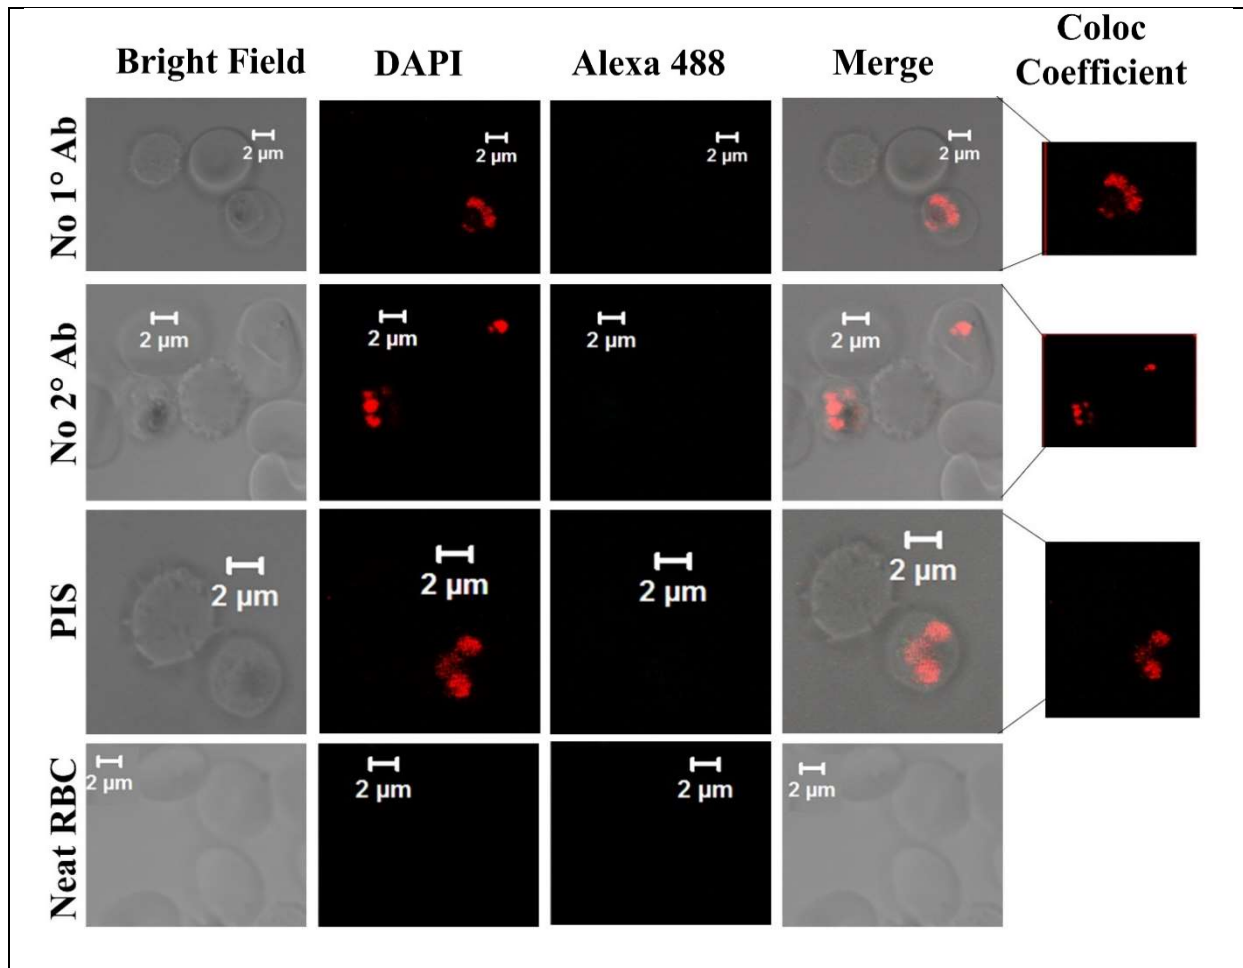 Bright Field DAPI Alexa 488 Merge Coloc
Coefficient
No 1° Ab
2 µm 2 µm 2 µm 2 µm
No 2° Ab
2 µm 2 µm 2 µm 2 µm
PIS
2 µm 2 µm 2 µm 2 µm
Neat RBC
2 µm 2 µm 2 µm 2 µm